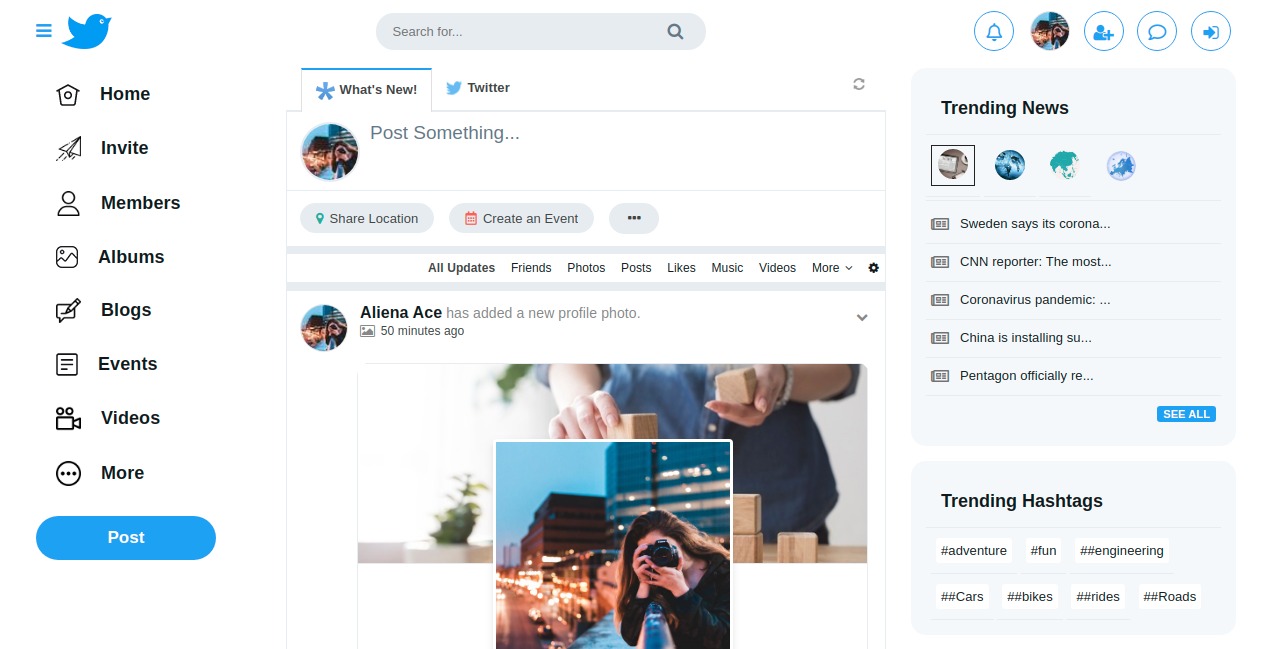 Search for...
Home
Invite
Members
Albums
Blogs
Events
Videos
More
Post
What's New!
Twitter
Post Something...
Share Location
Create an Event
All Updates Friends Photos Posts Likes Music Videos More
Aliena Ace has added a new profile photo.
50 minutes ago
Trending News
Sweden says its corona...
CNN reporter: The most...
Coronavirus pandemic: ...
China is installing su...
Pentagon officially re...
SEE ALL
Trending Hashtags
#adventure #fun ##engineering
##Cars ##bikes ##rides ##Roads